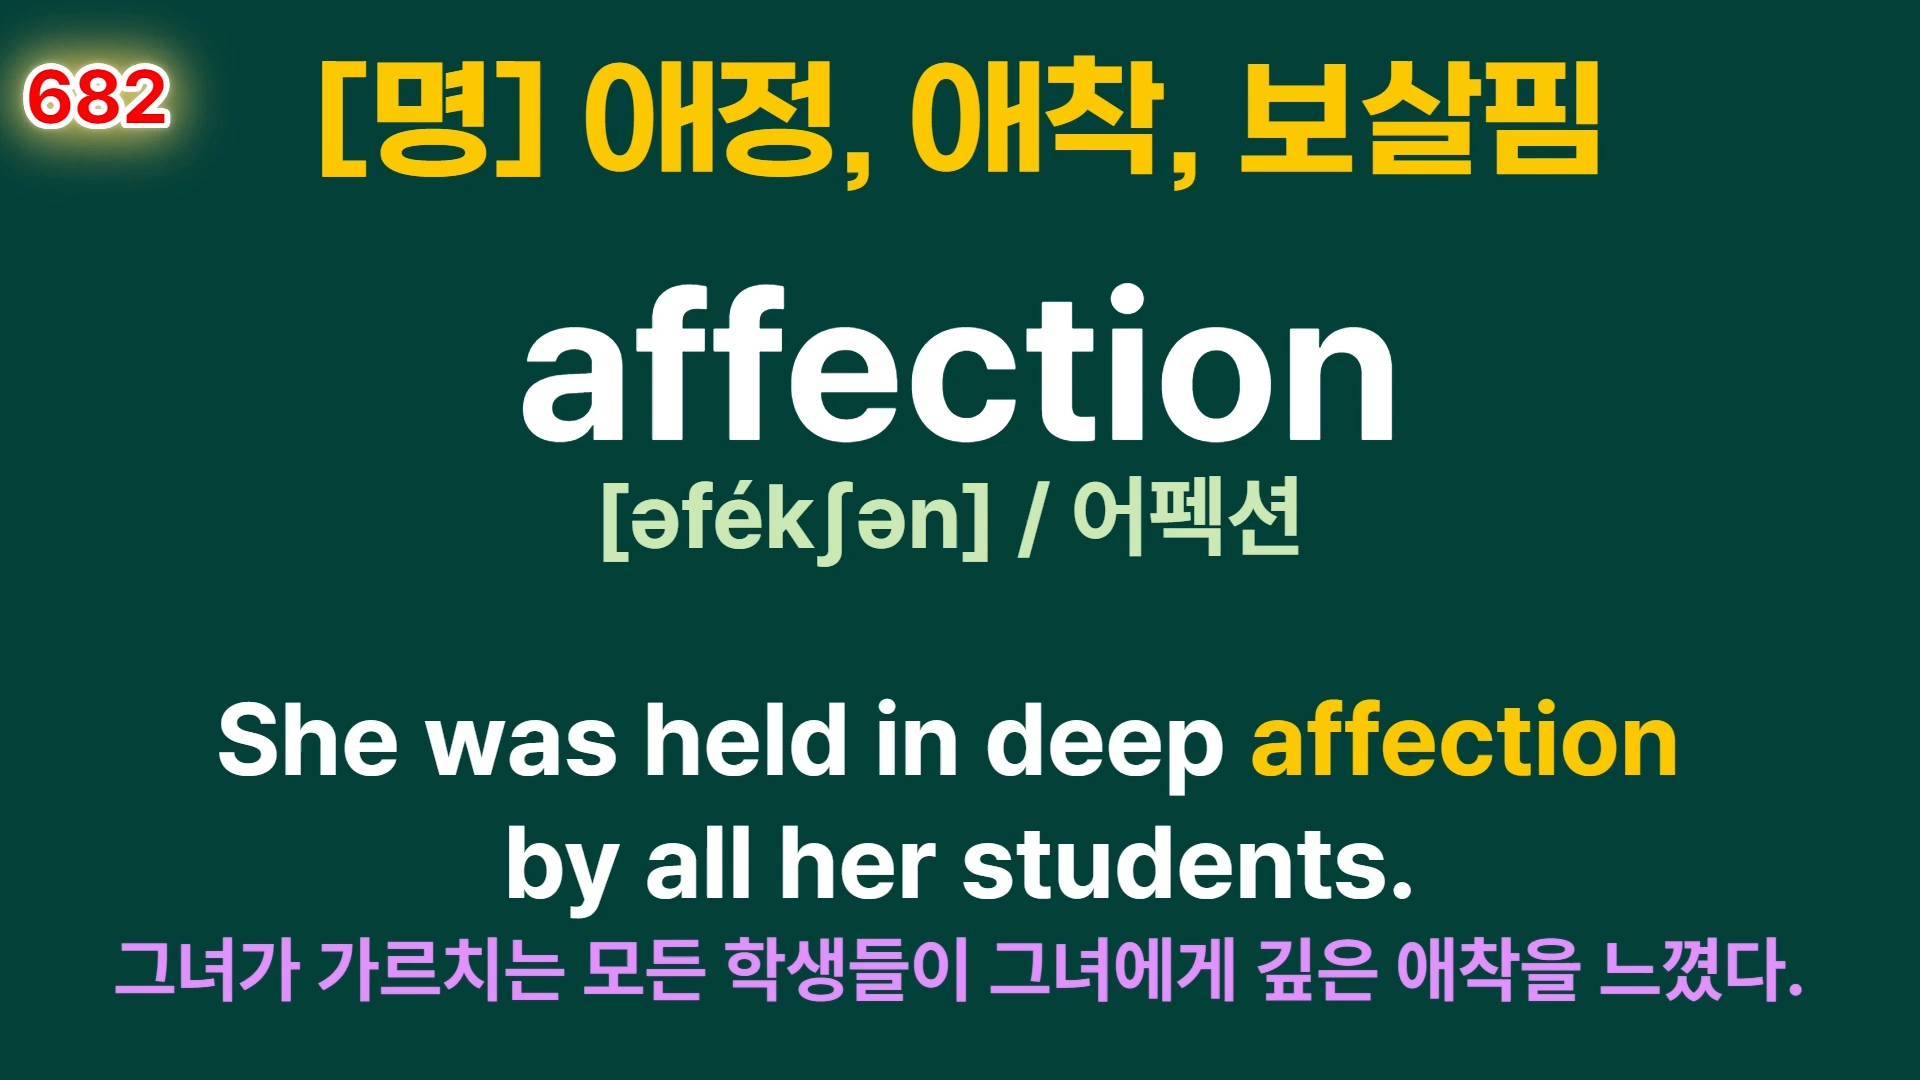 682
[명] 애정, 애착, 보살핌
affection
[əfékʃən] / 어펙션
She was held in deep affection
by all her students.
그녀가 가르치는 모든 학생들이 그녀에게 깊은 애착을 느꼈다.